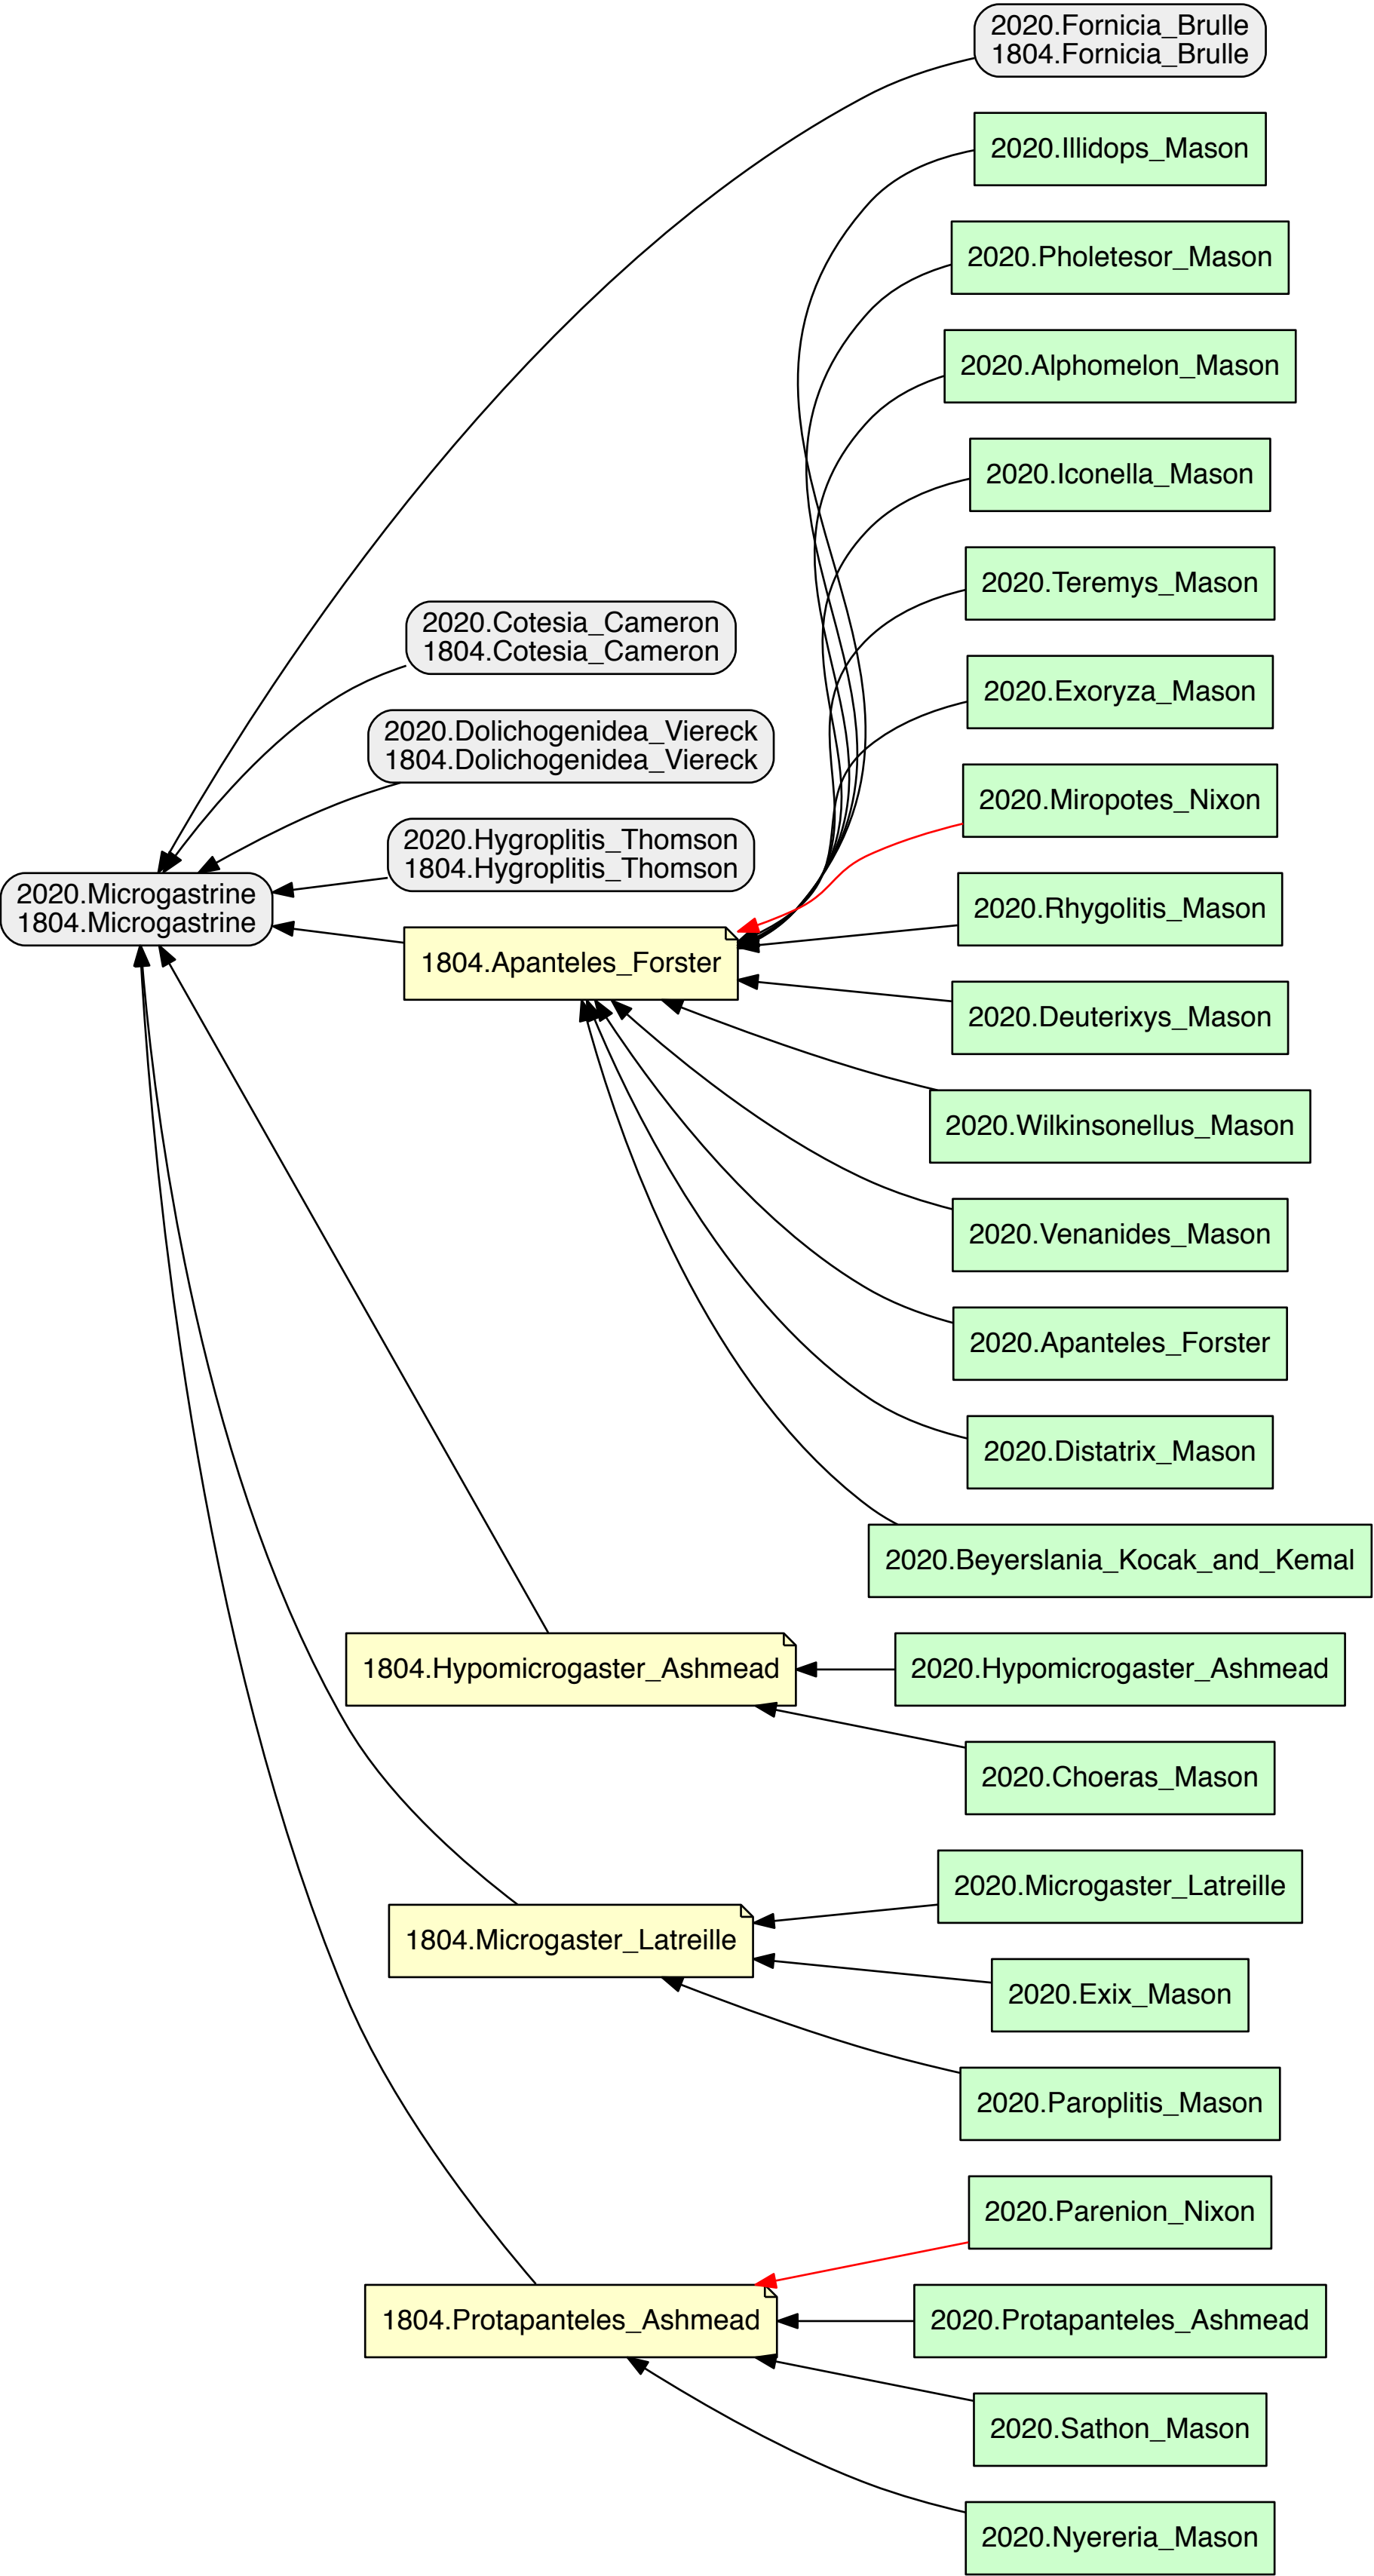 2020.Fornicia_Brulle
1804.Fornicia_Brulle
2020.Illidops_Mason
2020.Pholetesor_Mason
2020.Alphomelon_Mason
2020.Iconella_Mason
2020.Teremys_Mason
2020.Cotesia_Cameron
1804.Cotesia_Cameron
2020.Exoryza_Mason
2020.Dolichogenidea_Viereck
1804.Dolichogenidea_Viereck
2020.Miropotes_Nixon
2020.Hygroplitis_Thomson
1804.Hygroplitis_Thomson
2020.Microgastrine
1804.Microgastrine
2020.Rhygolitis_Mason
1804.Apanteles_Forster
2020.Deuterixys_Mason
2020.Wilkinsonellus_Mason
2020.Venanides_Mason
2020.Apanteles_Forster
2020.Distatrix_Mason
2020.Beyerslania_Kocak_and_Kemal
1804.Hypomicrogaster_Ashmead
2020.Hypomicrogaster_Ashmead
2020.Choeras_Mason
2020.Microgaster_Latreille
1804.Microgaster_Latreille
2020.Exix_Mason
2020.Paroplitis_Mason
2020.Parenion_Nixon
1804.Protapanteles_Ashmead
2020.Protapanteles_Ashmead
2020.Sathon_Mason
2020.Nyereria_Mason